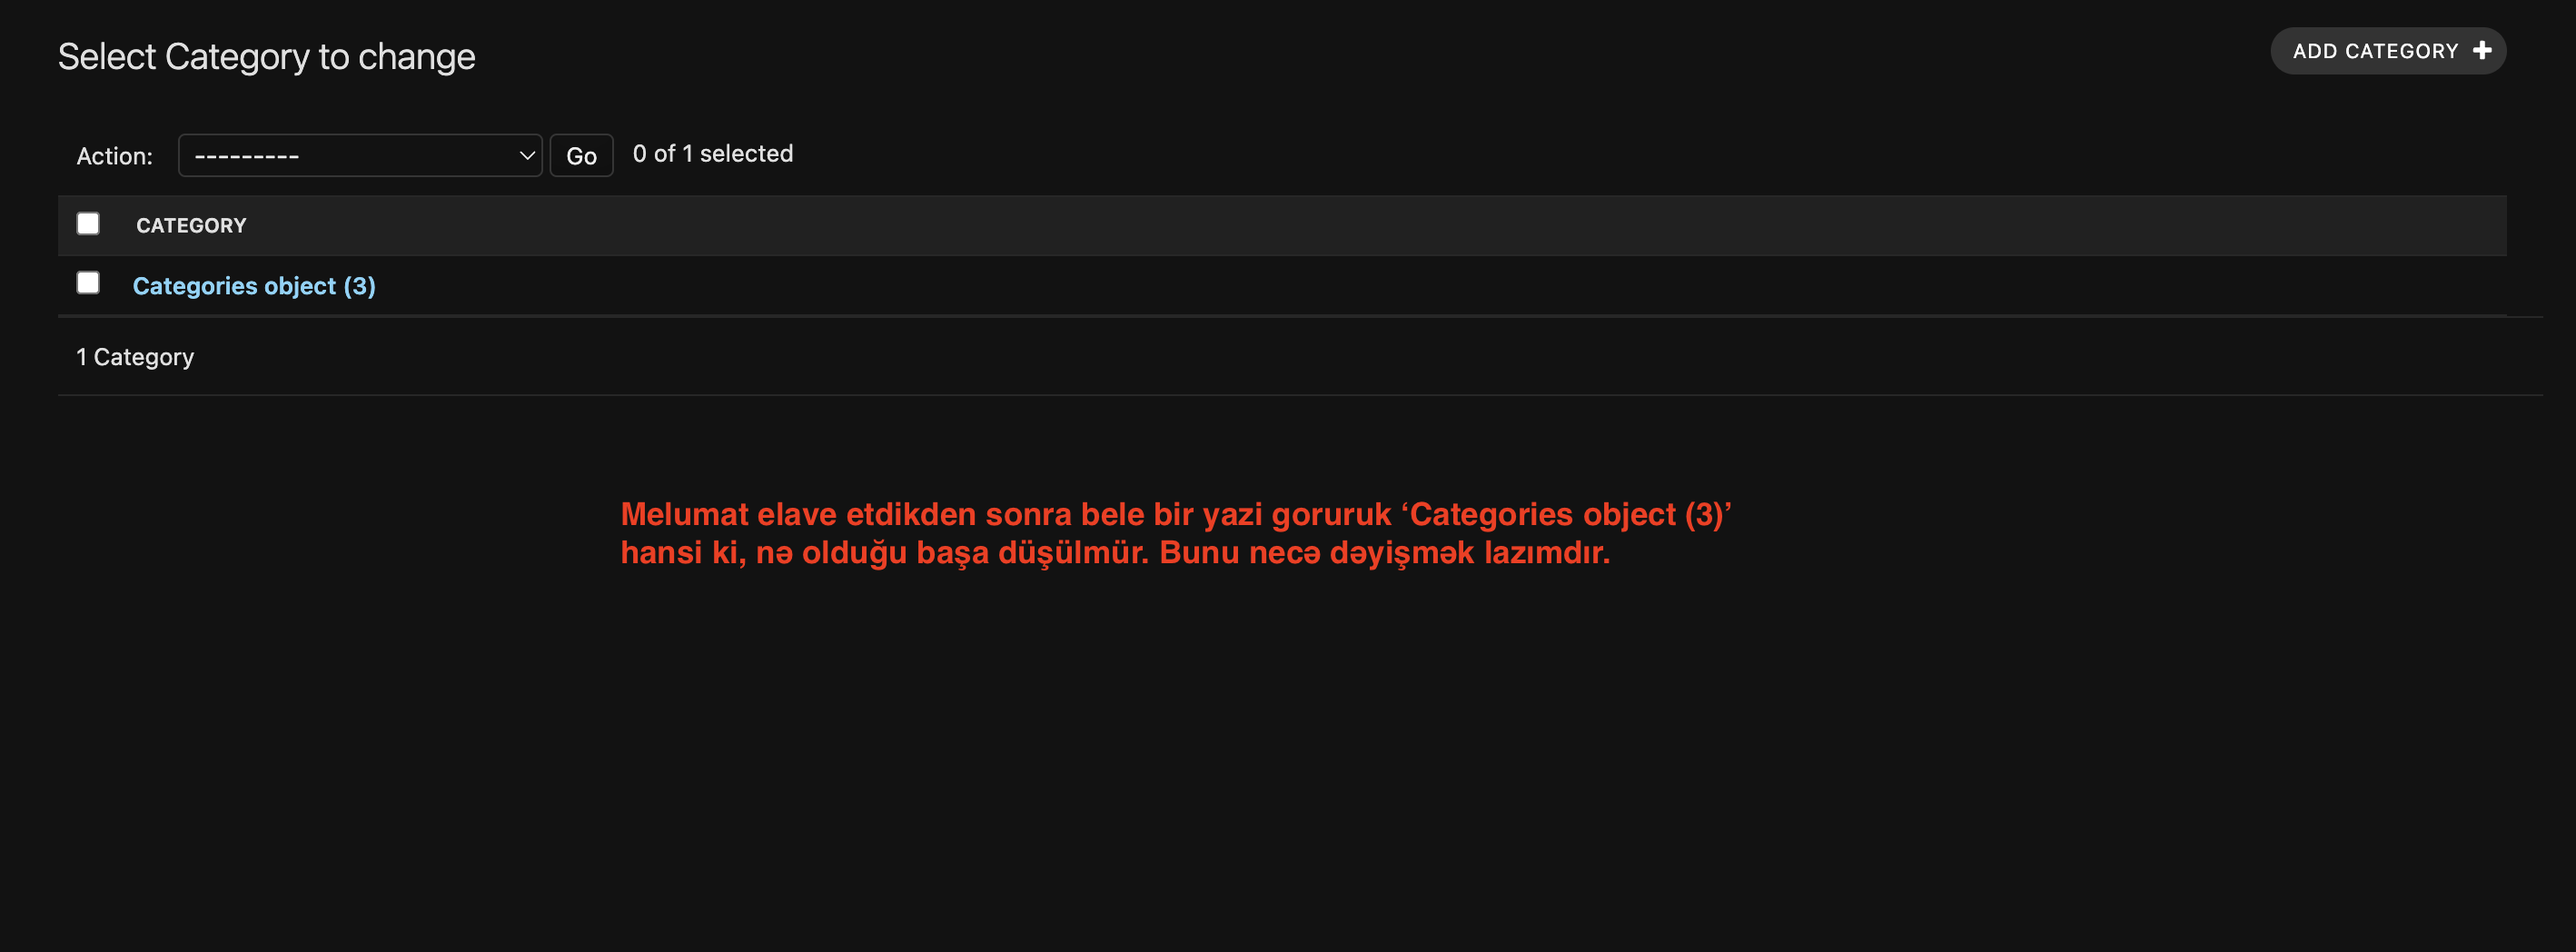 Select Category to change
ADD CATEGORY +
Action: --------- Go 0 of 1 selected
CATEGORY
Categories object (3)
1 Category
Melumat elave etdikden sonra bele bir yazi goruruk ‘Categories object (3)’
hansi ki, nə olduğu başa düşülmür. Bunu necə dəyişmək lazımdır.